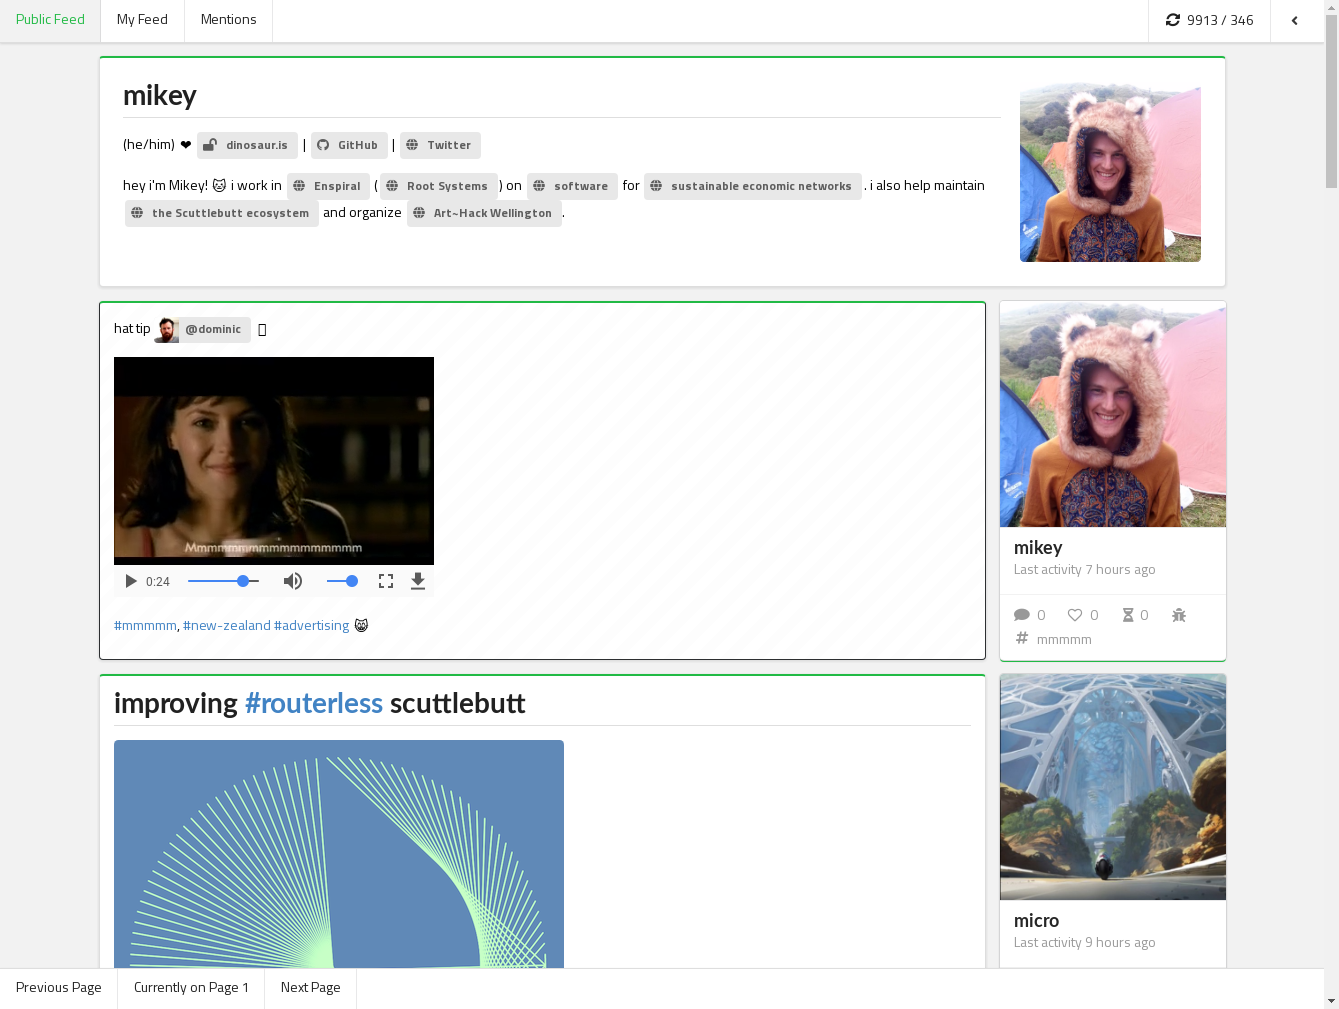 Public Feed My Feed Mentions 9913 / 346
mikey
(he/him) ❤ dinosaur.is | GitHub | Twitter
hey i'm Mikey! 🐱 i work in Enspiral ( Root Systems ) on software for sustainable economic networks . i also help maintain
the Scuttlebutt ecosystem and organize Art~Hack Wellington .
hat tip @dominic
Mmmmmmmmmmmmmmmmm
0:24
#mmmmm, #new-zealand #advertising 😸
mikey
Last activity 7 hours ago
0 0 0
# mmmmm
improving #routerless scuttlebutt
micro
Last activity 9 hours ago
Previous Page Currently on Page 1 Next Page